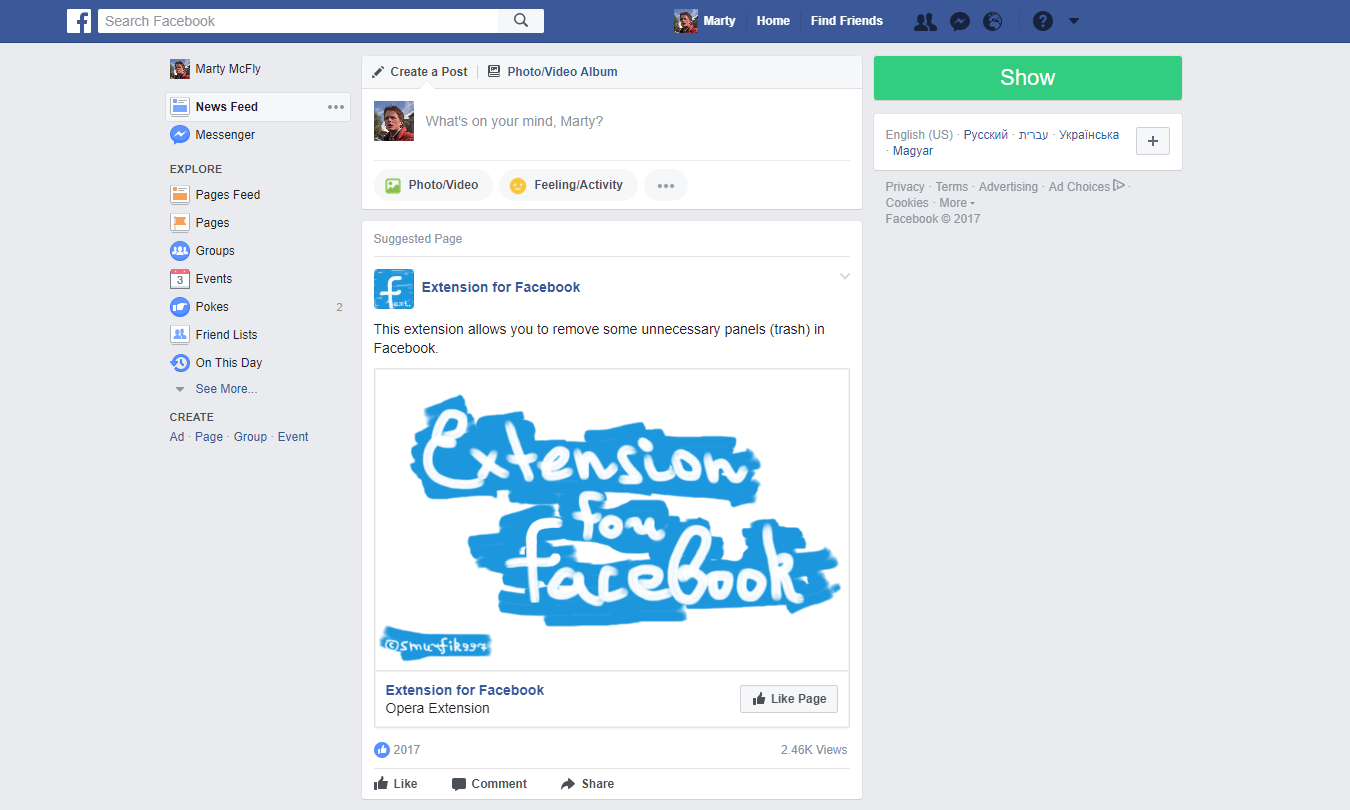 Search Facebook
Marty
Home
Find Friends
Marty McFly
News Feed
Messenger
EXPLORE
Pages Feed
Pages
Groups
3
Events
Pokes
2
Friend Lists
On This Day
See More...
CREATE
Ad · Page · Group · Event
Create a Post
Photo/Video Album
What's on your mind, Marty?
Photo/Video
Feeling/Activity
Suggested Page
f ext.
Extension for Facebook
This extension allows you to remove some unnecessary panels (trash) in
Facebook.
Extension
for
facebook
©smurfik997
Extension for Facebook
Opera Extension
Like Page
2017
2.46K Views
Like
Comment
Share
Show
English (US) · Русский · עברית · Українська
· Magyar
Privacy · Terms · Advertising · Ad Choices ·
Cookies · More
Facebook © 2017